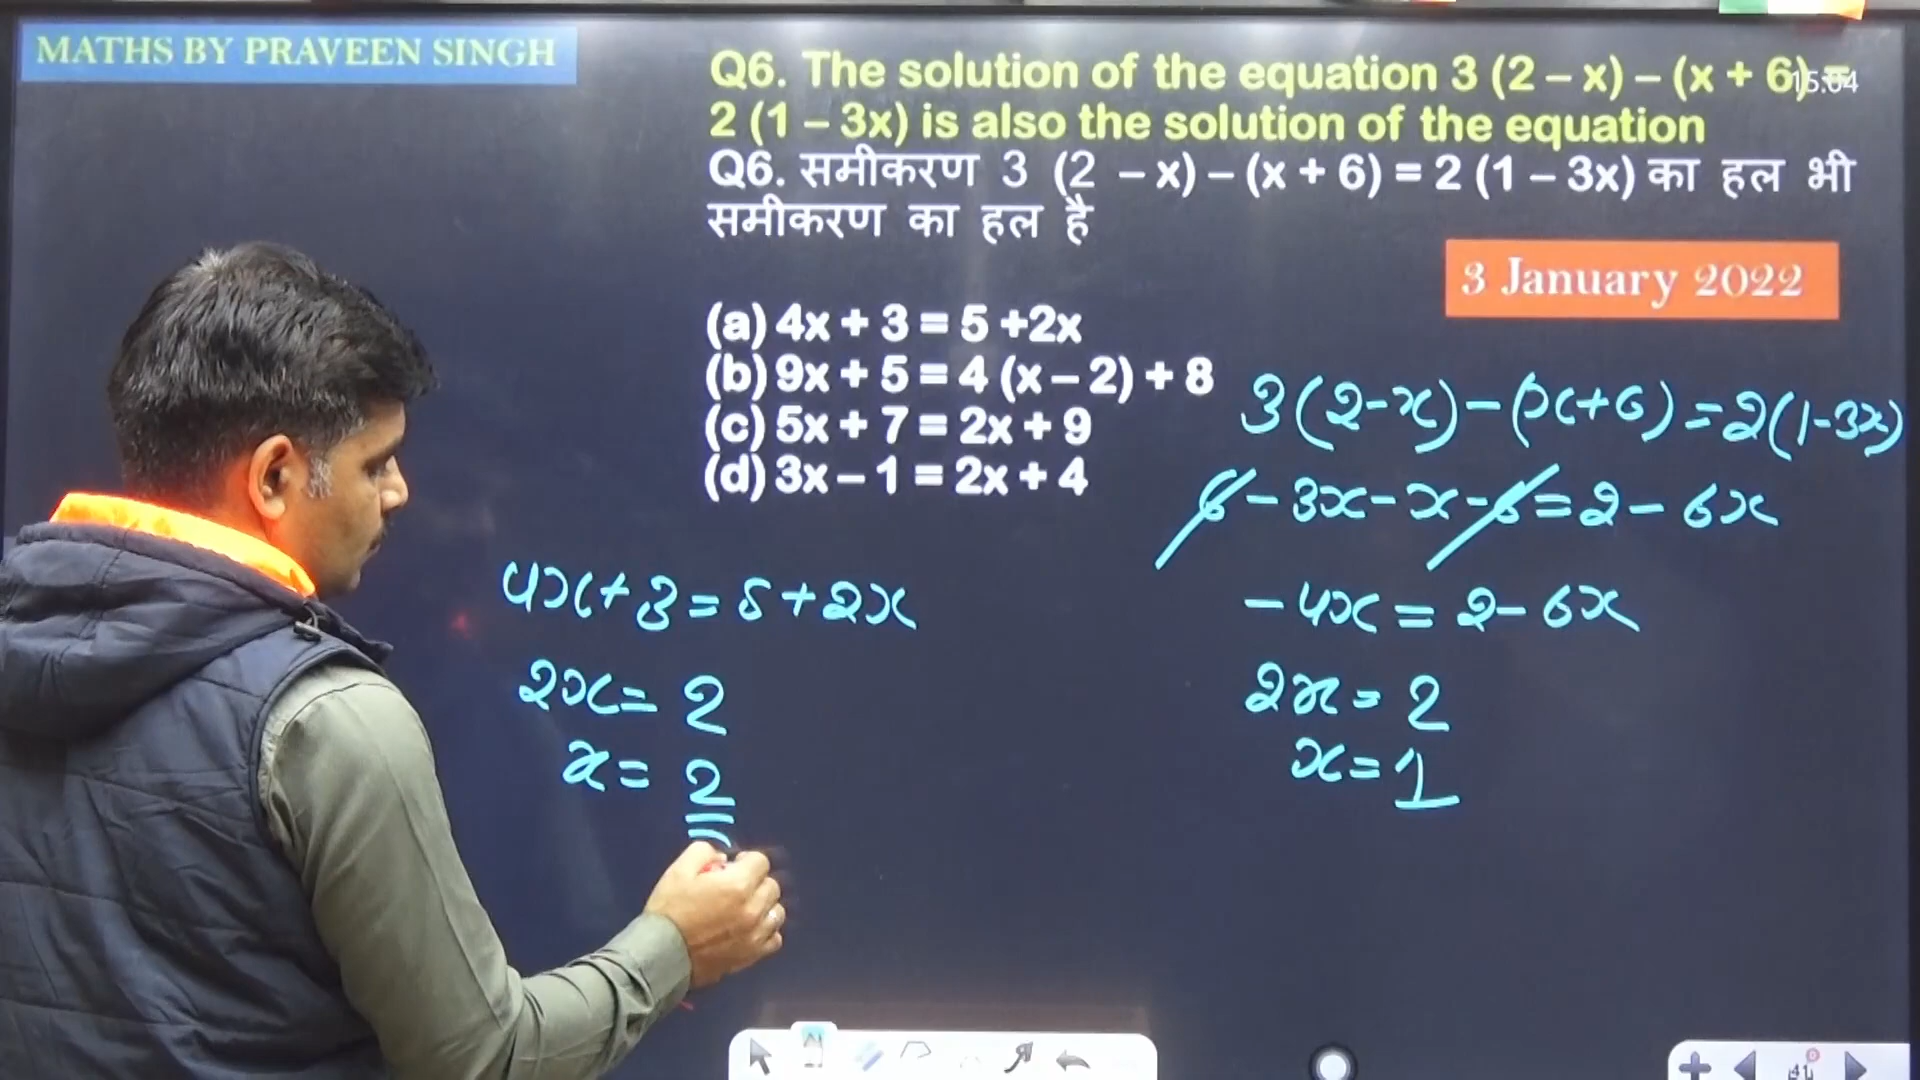 MATHS BY PRAVEEN SINGH
Q6. The solution of the equation 3 (2 – x) – (x + 6) =
15:04
2 (1 – 3x) is also the solution of the equation
Q6. समीकरण 3 (2 – x) – (x + 6) = 2 (1 – 3x) का हल भी
समीकरण का हल है
3 January 2022
(a) 4x + 3 = 5 +2x
(b) 9x + 5 = 4 (x – 2) + 8
(c) 5x + 7 = 2x + 9
(d) 3x – 1 = 2x + 4
3(2-x)-(x+6)=2(1-3x)
6-3x-x-6=2-6x
-4x=2-6x
2x=2
x=1
4x+3=5+2x
2x=2
x=2
41